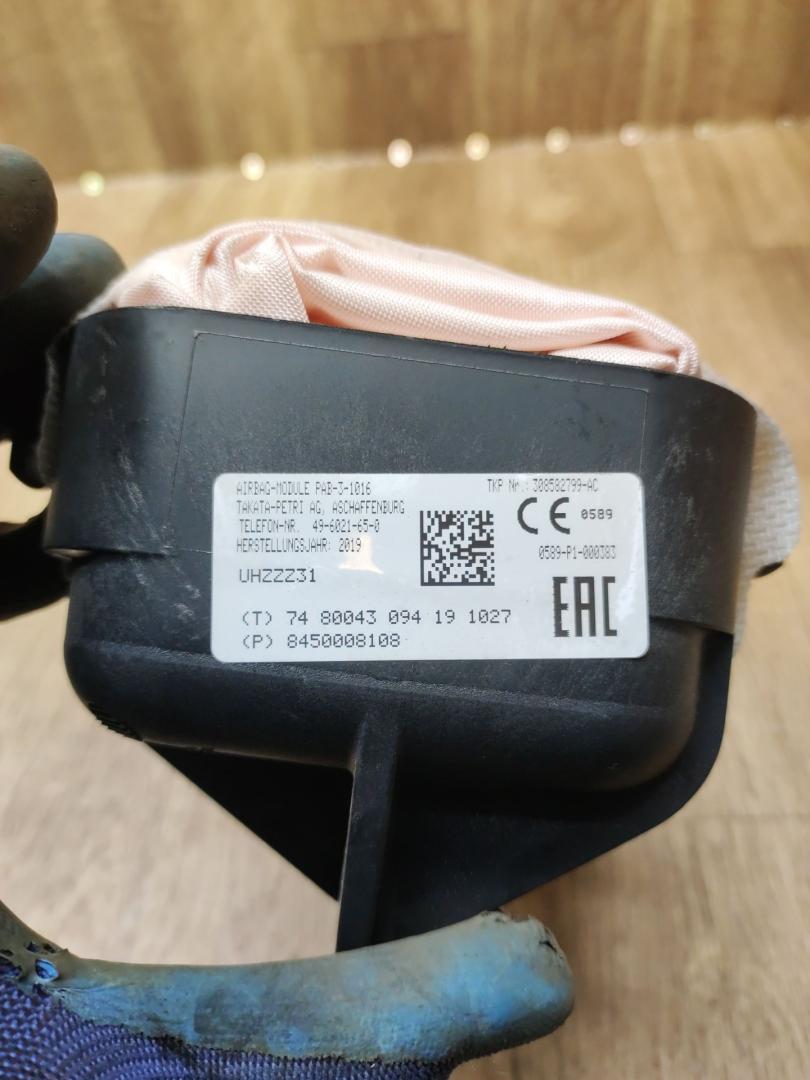 AIRBAG-MODULE PAB-3-1016
TKP Nr.: 308582799-AC
TAKATA-PETRI AG, ASCHAFFENBURG
TELEFON-NR. 49-6021-65-0
HERSTELLUNGSJAHR: 2019
CE 0589
0589-P1-000383
UHZZZ31
EAC
(T) 74 80043 094 19 1027
(P) 8450008108